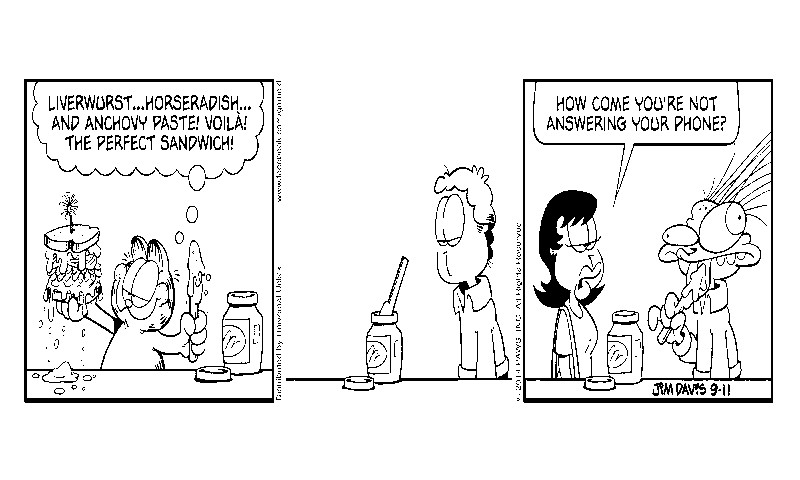 LIVERWURST...HORSERADISH...
AND ANCHOVY PASTE! VOILÀ!
THE PERFECT SANDWICH!
HOW COME YOU'RE NOT
ANSWERING YOUR PHONE?
JIM DAVIS 9-11